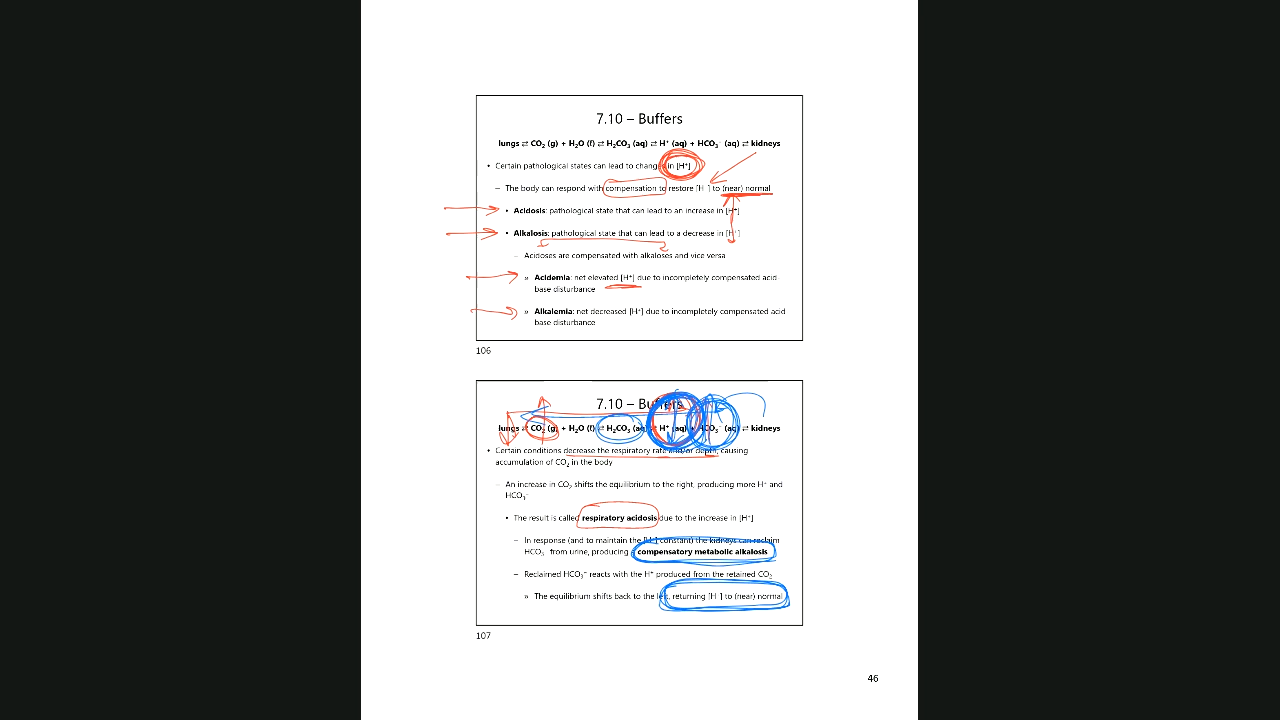 7.10 – Buffers
lungs ⇄ CO₂ (g) + H₂O (ℓ) ⇄ H₂CO₃ (aq) ⇄ H⁺ (aq) + HCO₃⁻ (aq) ⇄ kidneys
• Certain pathological states can lead to changes in [H⁺]
– The body can respond with compensation to restore [H⁺] to (near) normal
• Acidosis: pathological state that can lead to an increase in [H⁺]
• Alkalosis: pathological state that can lead to a decrease in [H⁺]
– Acidoses are compensated with alkaloses and vice versa
» Acidemia: net elevated [H⁺] due to incompletely compensated acid-
base disturbance
» Alkalemia: net decreased [H⁺] due to incompletely compensated acid
base disturbance
106
7.10 – Buffers
lungs ⇄ CO₂ (g) + H₂O (ℓ) ⇄ H₂CO₃ (aq) ⇄ H⁺ (aq) + HCO₃⁻ (aq) ⇄ kidneys
• Certain conditions decrease the respiratory rate and/or depth, causing
accumulation of CO₂ in the body
– An increase in CO₂ shifts the equilibrium to the right, producing more H⁺ and
HCO₃⁻
• The result is called respiratory acidosis due to the increase in [H⁺]
– In response (and to maintain the [H⁺] constant) the kidneys can reclaim
HCO₃⁻ from urine, producing a compensatory metabolic alkalosis
– Reclaimed HCO₃⁻ reacts with the H⁺ produced from the retained CO₂
» The equilibrium shifts back to the left, returning [H⁺] to (near) normal
107
46